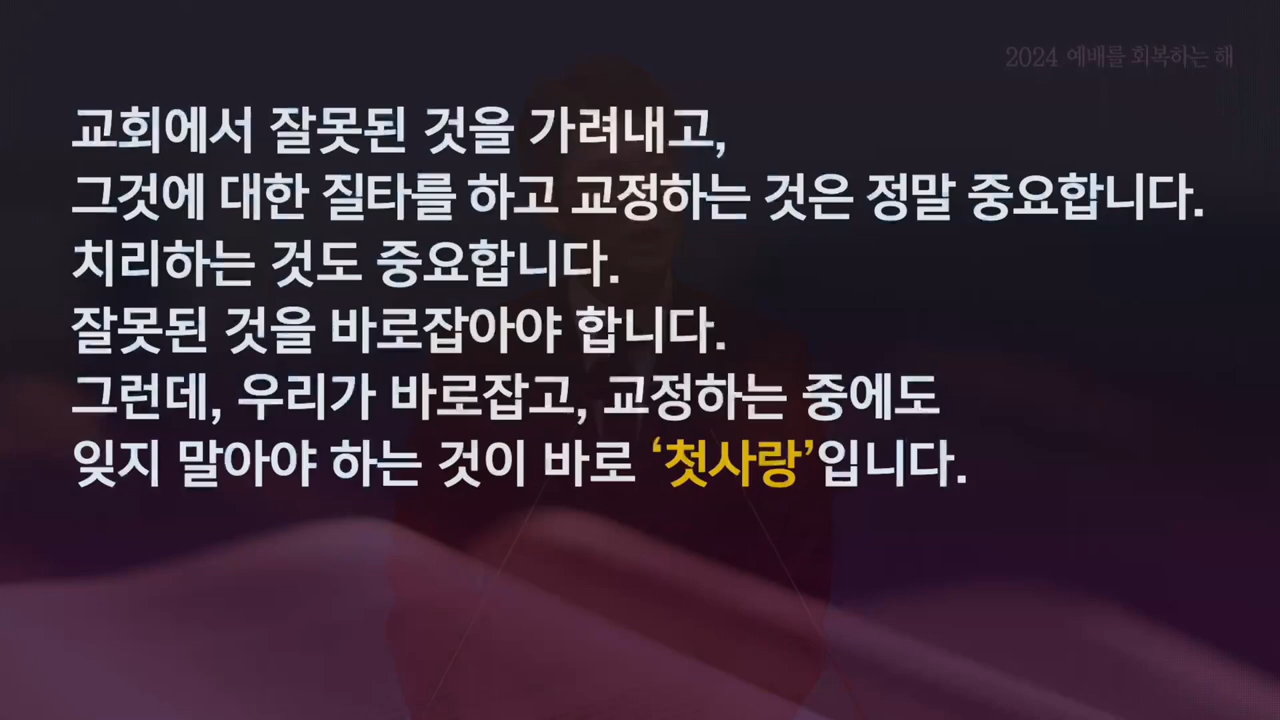 2024 예배를 회복하는 해
교회에서 잘못된 것을 가려내고,
그것에 대한 질타를 하고 교정하는 것은 정말 중요합니다.
치리하는 것도 중요합니다.
잘못된 것을 바로잡아야 합니다.
그런데, 우리가 바로잡고, 교정하는 중에도
잊지 말아야 하는 것이 바로 ‘첫사랑’입니다.